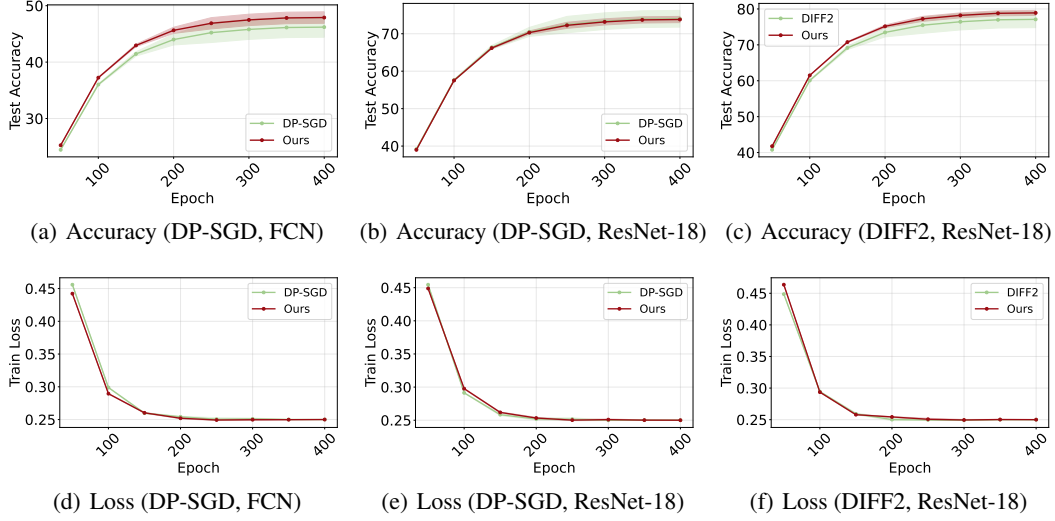 50
40
30
Test Accuracy
DP-SGD
Ours
100
200
300
400
Epoch
(a) Accuracy (DP-SGD, FCN)
70
60
50
40
Test Accuracy
DP-SGD
Ours
100
200
300
400
Epoch
(b) Accuracy (DP-SGD, ResNet-18)
80
70
60
50
40
Test Accuracy
DIFF2
Ours
100
200
300
400
Epoch
(c) Accuracy (DIFF2, ResNet-18)
0.45
0.40
0.35
0.30
0.25
Train Loss
DP-SGD
Ours
100
200
300
400
Epoch
(d) Loss (DP-SGD, FCN)
0.45
0.40
0.35
0.30
0.25
Train Loss
DP-SGD
Ours
100
200
300
400
Epoch
(e) Loss (DP-SGD, ResNet-18)
0.45
0.40
0.35
0.30
0.25
Train Loss
DIFF2
Ours
100
200
300
400
Epoch
(f) Loss (DIFF2, ResNet-18)